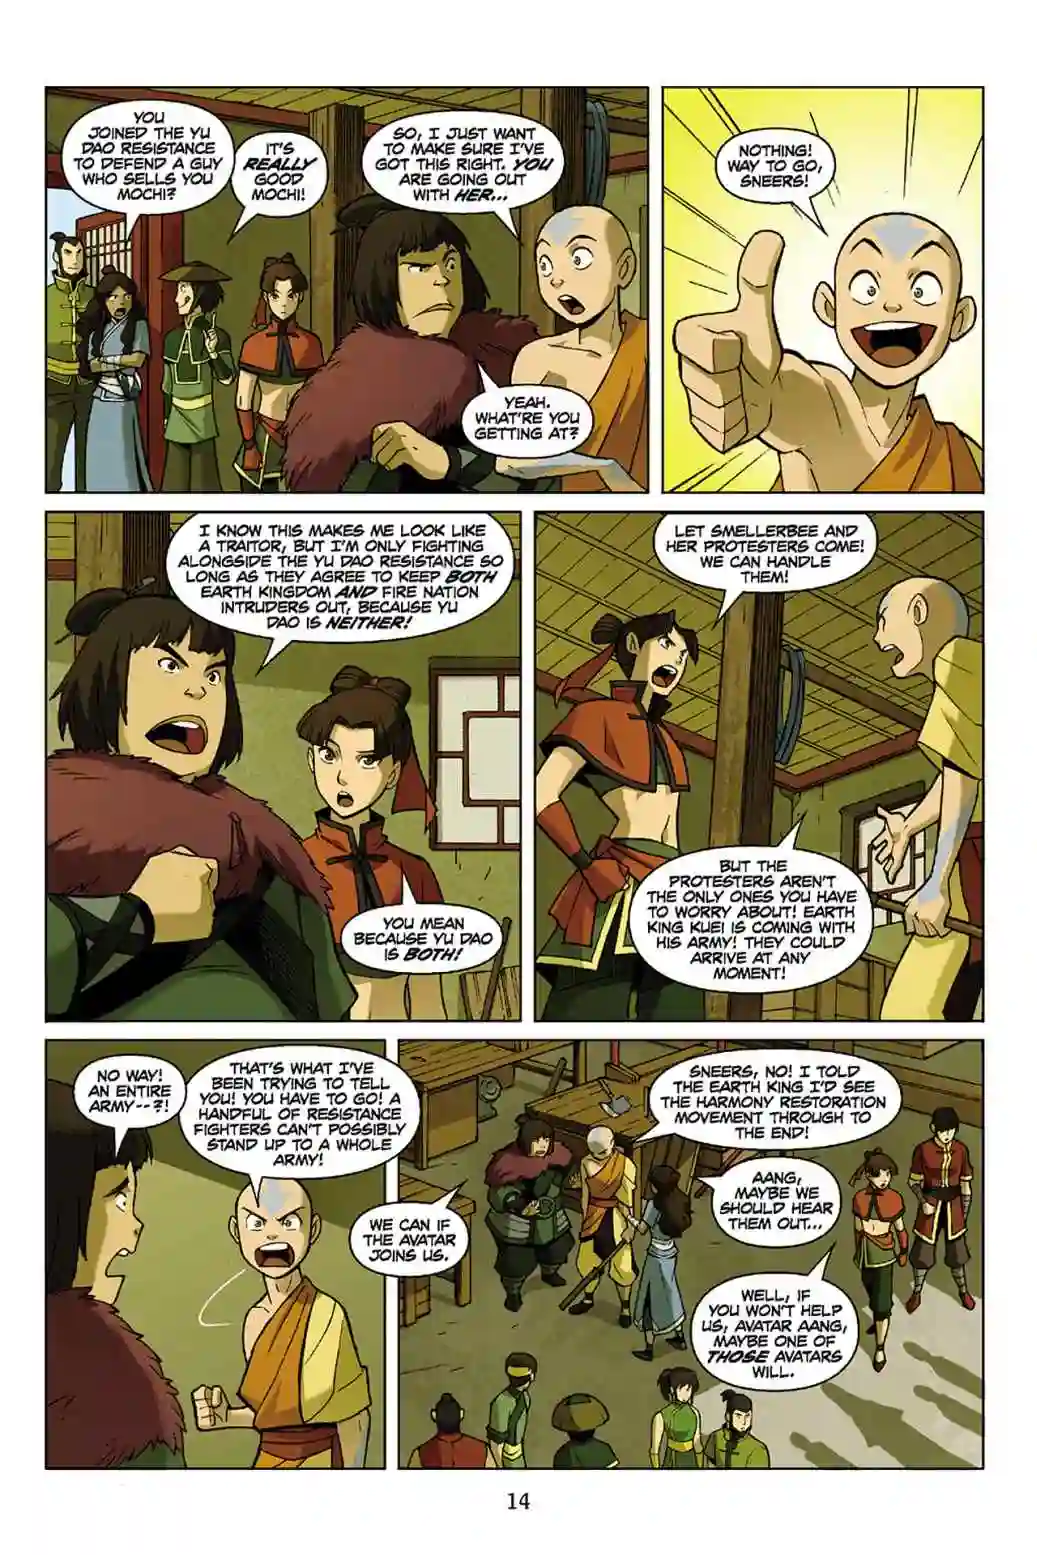 YOU
JOINED THE YU
DAO RESISTANCE
TO DEFEND A GUY
WHO SELLS YOU
MOCHI?
IT'S
REALLY
GOOD
MOCHI!
SO, I JUST WANT
TO MAKE SURE I'VE
GOT THIS RIGHT. YOU
ARE GOING OUT
WITH HER...
YEAH.
WHAT'RE YOU
GETTING AT?
NOTHING!
WAY TO GO,
SNEERS!
I KNOW THIS MAKES ME LOOK LIKE
A TRAITOR, BUT I'M ONLY FIGHTING
ALONGSIDE THE YU DAO RESISTANCE SO
LONG AS THEY AGREE TO KEEP BOTH
EARTH KINGDOM AND FIRE NATION
INTRUDERS OUT, BECAUSE YU
DAO IS NEITHER!
YOU MEAN
BECAUSE YU DAO
IS BOTH!
LET SMELLERBEE AND
HER PROTESTERS COME!
WE CAN HANDLE
THEM!
BUT THE
PROTESTERS AREN'T
THE ONLY ONES YOU HAVE
TO WORRY ABOUT! EARTH
KING KUEI IS COMING WITH
HIS ARMY! THEY COULD
ARRIVE AT ANY
MOMENT!
NO WAY!
AN ENTIRE
ARMY--?!
THAT'S WHAT I'VE
BEEN TRYING TO TELL
YOU! YOU HAVE TO GO! A
HANDFUL OF RESISTANCE
FIGHTERS CAN'T POSSIBLY
STAND UP TO A WHOLE
ARMY!
WE CAN IF
THE AVATAR
JOINS US.
SNEERS, NO! I TOLD
THE EARTH KING I'D SEE
THE HARMONY RESTORATION
MOVEMENT THROUGH TO
THE END!
AANG,
MAYBE WE
SHOULD HEAR
THEM OUT...
WELL, IF
YOU WON'T HELP
US, AVATAR AANG,
MAYBE ONE OF
THOSE AVATARS
WILL.
14